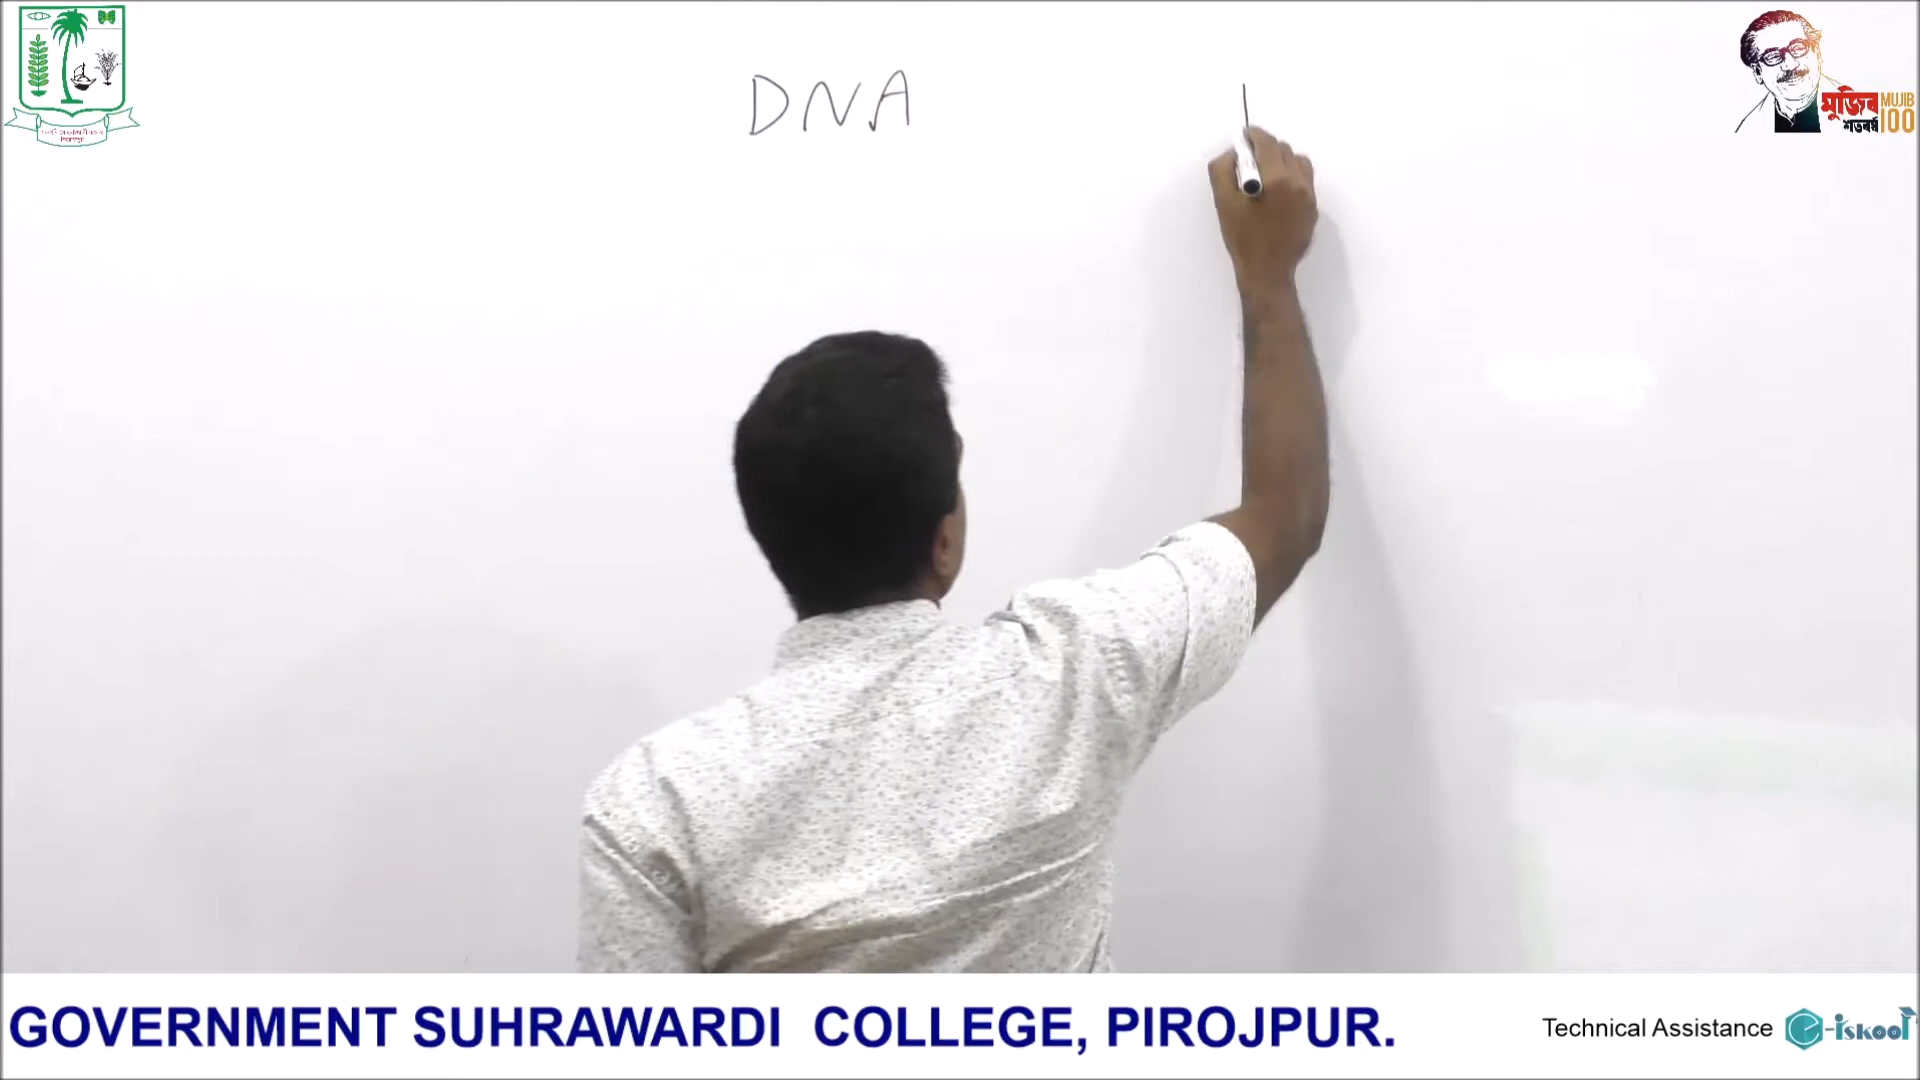 DNA
মুজিব MUJIB
শতবর্ষ 100
GOVERNMENT SUHRAWARDI COLLEGE, PIROJPUR.
Technical Assistance e-iskool